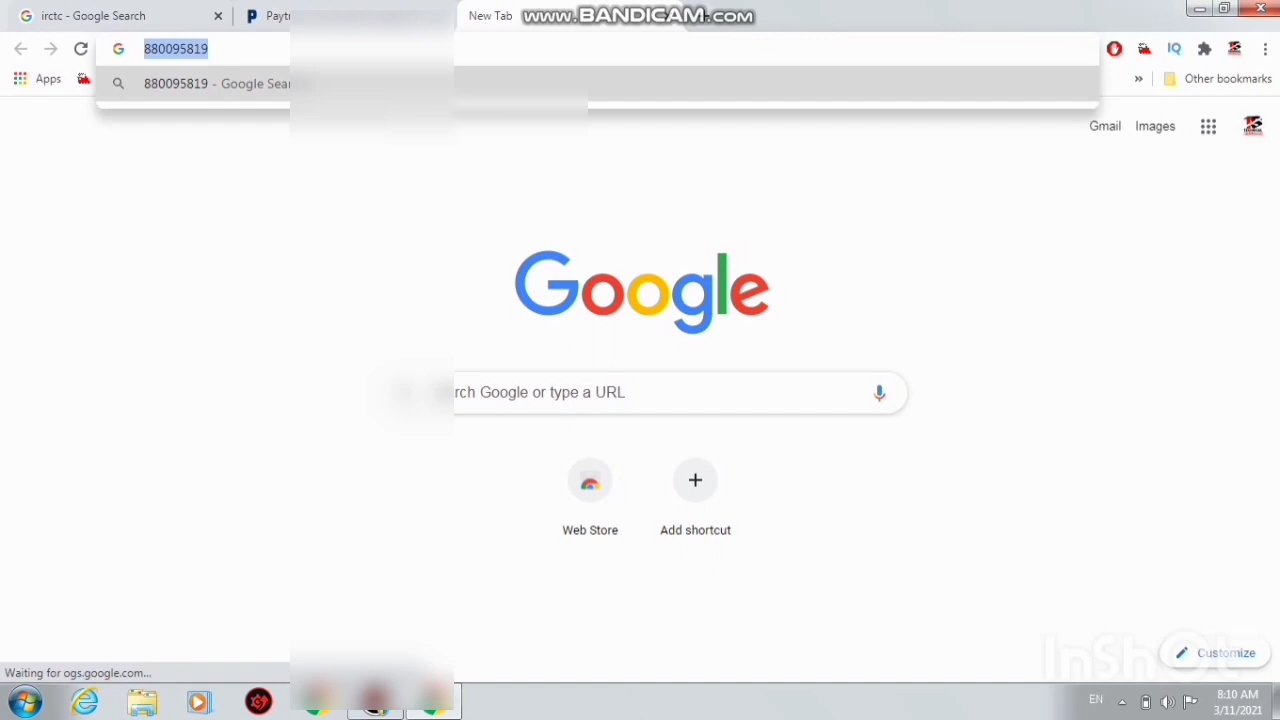 irctc - Google Search
Payt
New Tab
www.BANDICAM.com
880095819
Apps
Other bookmarks
880095819 - Google Sear
Gmail
Images
Google
rch Google or type a URL
Web Store
Add shortcut
InShot
Customize
Waiting for ogs.google.com...
EN
8:10 AM
3/11/2021